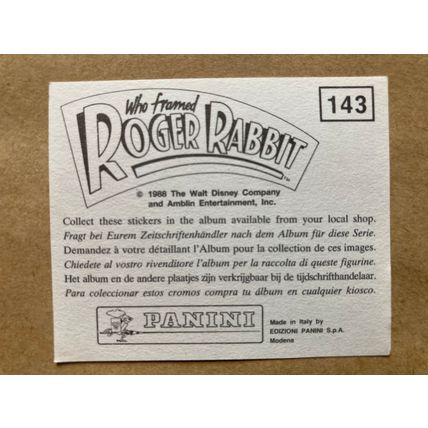 Who Framed
143
ROGER RABBIT™
© 1988 The Walt Disney Company
and Amblin Entertainment, Inc.
Collect these stickers in the album available from your local shop.
Fragt bei Eurem Zeitschriftenhändler nach dem Album für diese Serie.
Demandez à votre détaillant l'Album pour la collection de ces images.
Chiedete al vostro rivenditore l'album per la raccolta di queste figurine.
Het album en de andere plaatjes zijn verkrijgbaar bij de tijdschrifthandelaar.
Para coleccionar estos cromos compra tu álbum en cualquier kiosco.
PANINI
Made in Italy by
EDIZIONI PANINI S.p.A.
Modena